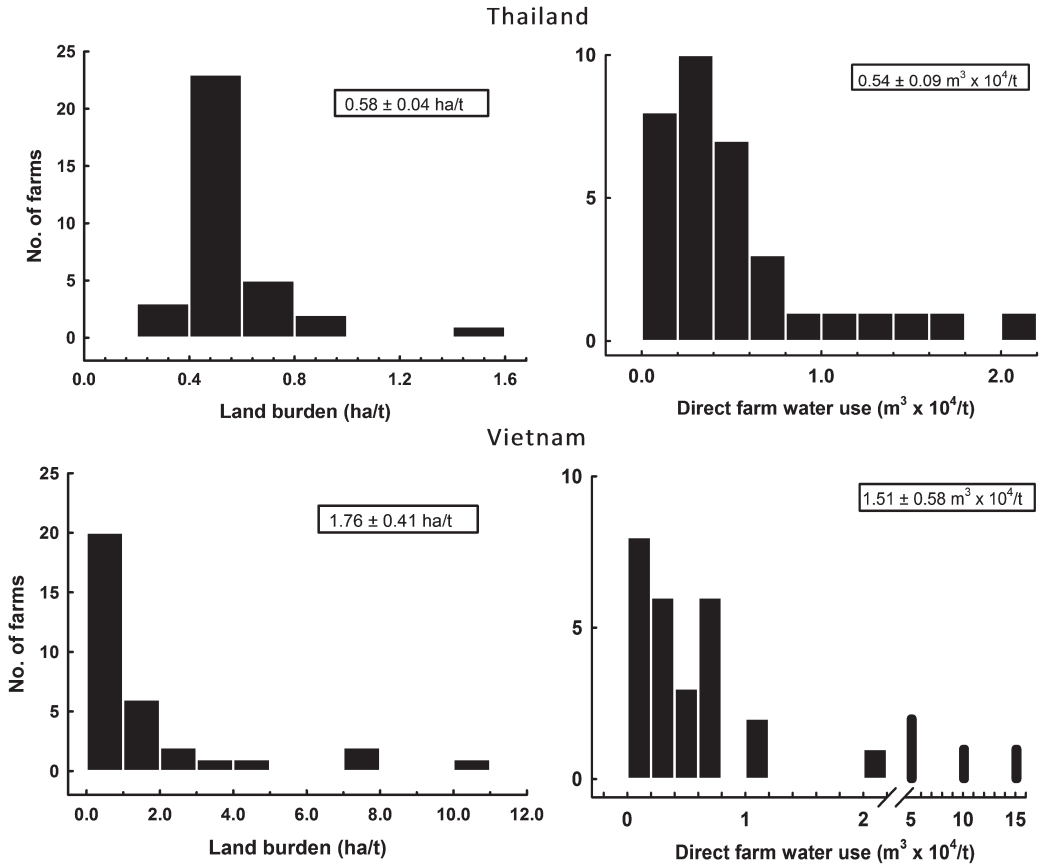 Thailand
25
20
15
10
5
0
No. of farms
0.58 ± 0.04 ha/t
0.0 0.4 0.8 1.2 1.6
Land burden (ha/t)
10
5
0
0.54 ± 0.09 m³ x 10⁴/t
0.0 1.0 2.0
Direct farm water use (m³ x 10⁴/t)
Vietnam
25
20
15
10
5
0
No. of farms
1.76 ± 0.41 ha/t
0.0 2.0 4.0 6.0 8.0 10.0 12.0
Land burden (ha/t)
10
5
0
1.51 ± 0.58 m³ x 10⁴/t
0 1 2 5 10 15
Direct farm water use (m³ x 10⁴/t)